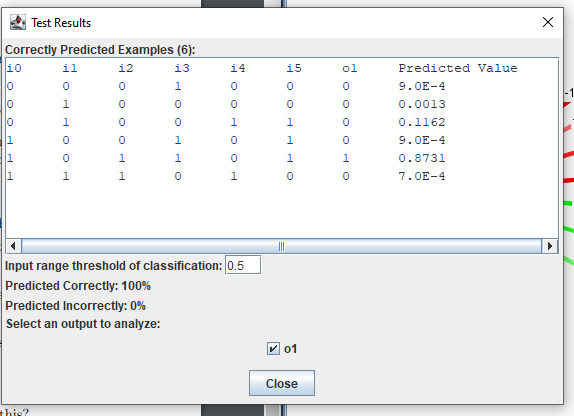 Test Results
Correctly Predicted Examples (6):
i0 i1 i2 i3 i4 i5 o1 Predicted Value
0 0 0 1 0 0 0 9.0E-4
0 1 0 0 0 0 0 0.0013
0 1 0 0 1 1 0 0.1162
1 0 0 1 0 1 0 9.0E-4
1 0 1 1 0 1 1 0.8731
1 1 1 0 1 0 0 7.0E-4
-1
Input range threshold of classification: 0.5
Predicted Correctly: 100%
Predicted Incorrectly: 0%
Select an output to analyze:
o1
Close
this?